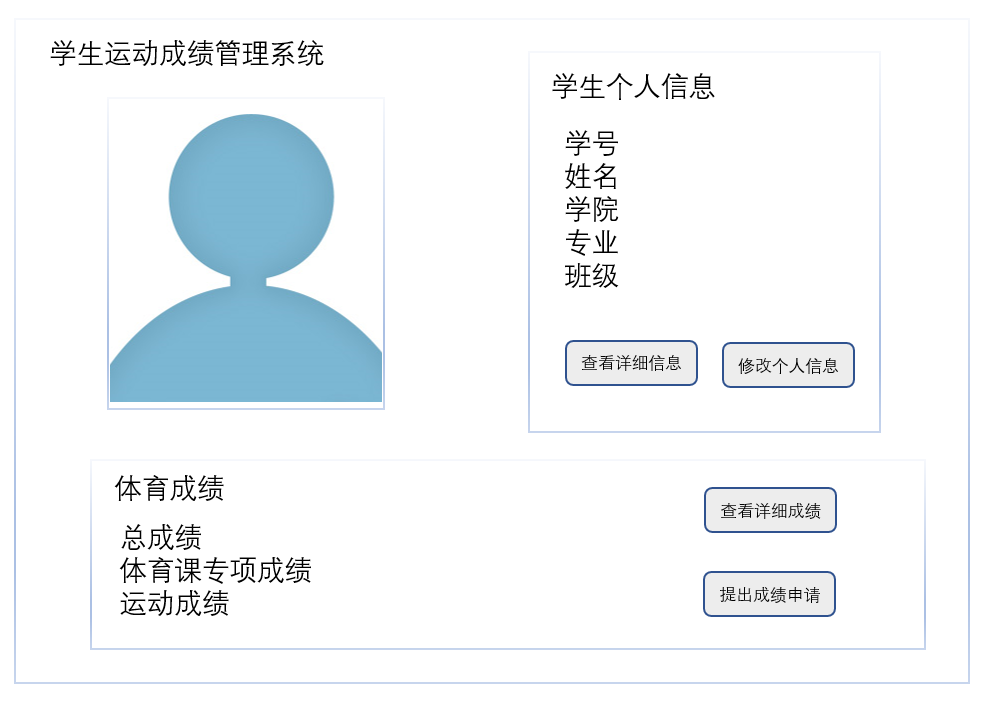 学生运动成绩管理系统
学生个人信息
学号
姓名
学院
专业
班级
查看详细信息
修改个人信息
体育成绩
总成绩
体育课专项成绩
运动成绩
查看详细成绩
提出成绩申请